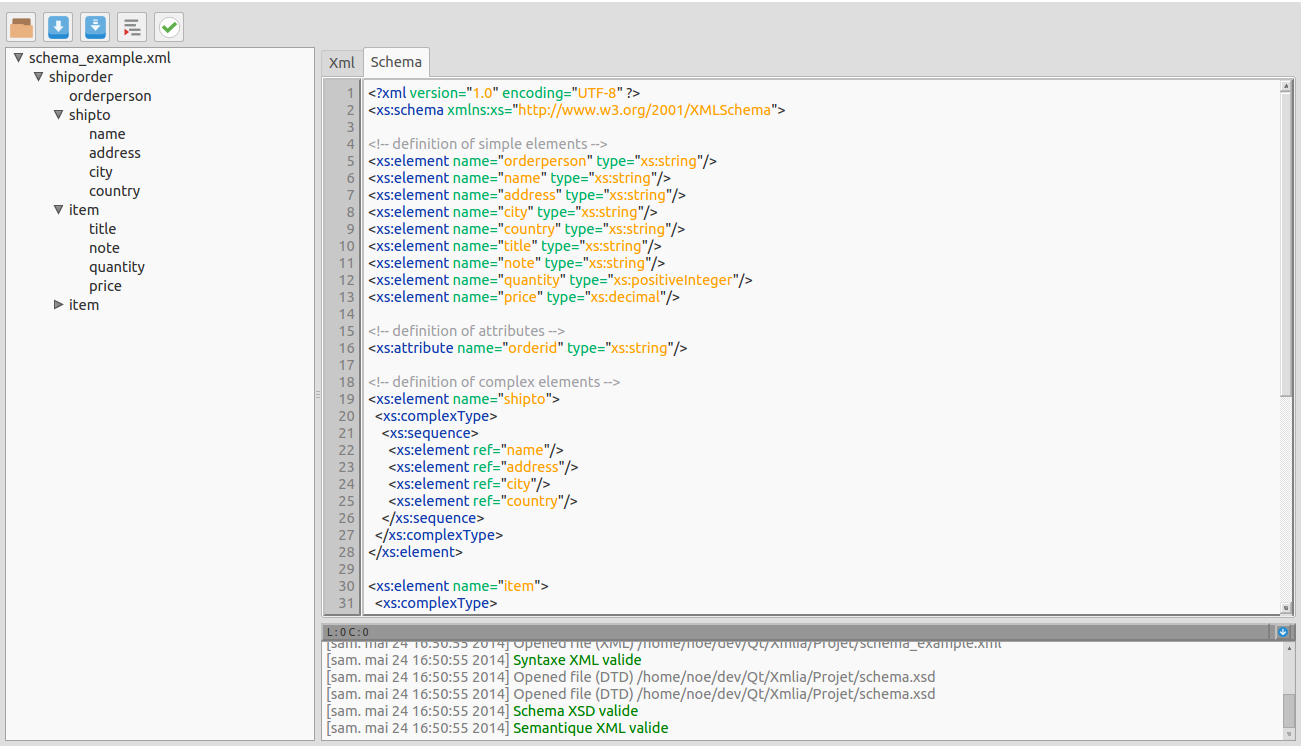 schema_example.xml
shiporder
orderperson
shipto
name
address
city
country
item
title
note
quantity
price
item
Xml
Schema
1 <?xml version="1.0" encoding="UTF-8" ?>
2 <xs:schema xmlns:xs="http://www.w3.org/2001/XMLSchema">
3
4 <!-- definition of simple elements -->
5 <xs:element name="orderperson" type="xs:string"/>
6 <xs:element name="name" type="xs:string"/>
7 <xs:element name="address" type="xs:string"/>
8 <xs:element name="city" type="xs:string"/>
9 <xs:element name="country" type="xs:string"/>
10 <xs:element name="title" type="xs:string"/>
11 <xs:element name="note" type="xs:string"/>
12 <xs:element name="quantity" type="xs:positiveInteger"/>
13 <xs:element name="price" type="xs:decimal"/>
14
15 <!-- definition of attributes -->
16 <xs:attribute name="orderid" type="xs:string"/>
17
18 <!-- definition of complex elements -->
19 <xs:element name="shipto">
20 <xs:complexType>
21 <xs:sequence>
22 <xs:element ref="name"/>
23 <xs:element ref="address"/>
24 <xs:element ref="city"/>
25 <xs:element ref="country"/>
26 </xs:sequence>
27 </xs:complexType>
28 </xs:element>
29
30 <xs:element name="item">
31 <xs:complexType>
L:0 C:0
[sam. mai 24 16:50:55 2014] Opened file (XML) /home/noe/dev/Qt/Xmlia/Projet/schema_example.xml
[sam. mai 24 16:50:55 2014] Syntaxe XML valide
[sam. mai 24 16:50:55 2014] Opened file (DTD) /home/noe/dev/Qt/Xmlia/Projet/schema.xsd
[sam. mai 24 16:50:55 2014] Opened file (DTD) /home/noe/dev/Qt/Xmlia/Projet/schema.xsd
[sam. mai 24 16:50:55 2014] Schema XSD valide
[sam. mai 24 16:50:55 2014] Semantique XML valide